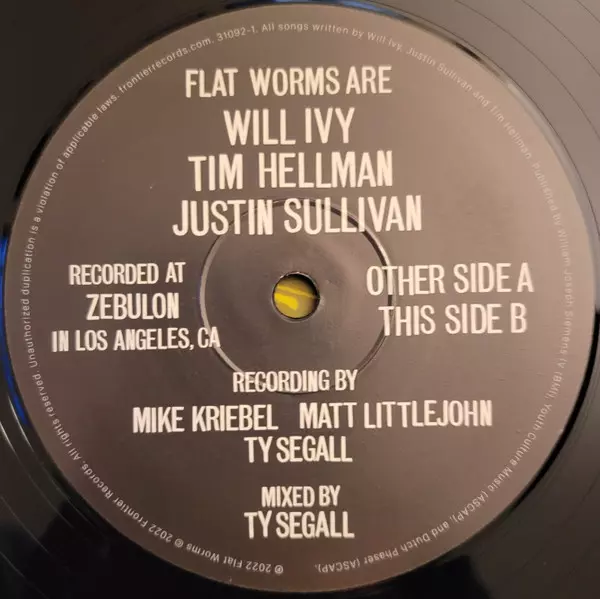 FLAT WORMS ARE
WILL IVY
TIM HELLMAN
JUSTIN SULLIVAN
RECORDED AT
ZEBULON
IN LOS ANGELES, CA
OTHER SIDE A
THIS SIDE B
RECORDING BY
MIKE KRIEBEL MATT LITTLEJOHN
TY SEGALL
MIXED BY
TY SEGALL
℗ 2022 Flat Worms © 2022 Frontier Records. All rights reserved. Unauthorized duplication is a violation of applicable laws. frontierrecords.com. 31092-1. All songs written by Will Ivy, Justin Sullivan and Tim Hellman. Published by William Joseph Siemens IV (BMI), Youth Culture Music (ASCAP), and Dutch Phaser (ASCAP).